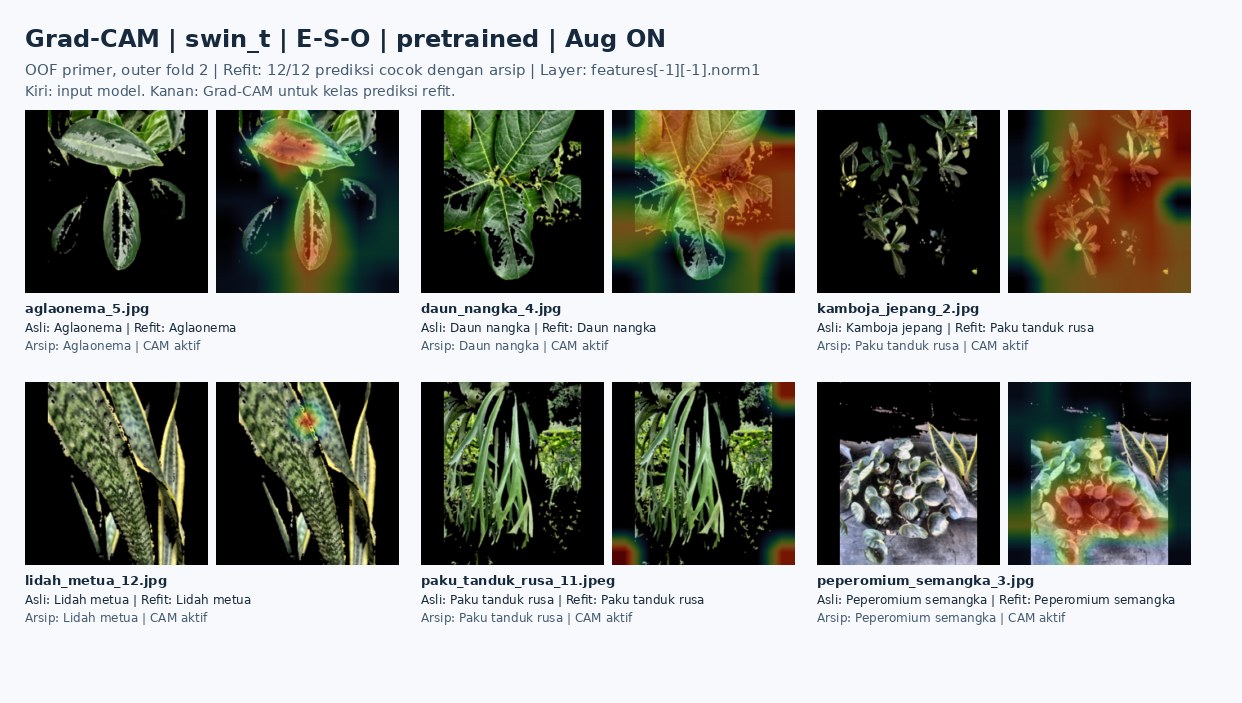 Grad-CAM | swin_t | E-S-O | pretrained | Aug ON
OOF primer, outer fold 2 | Refit: 12/12 prediksi cocok dengan arsip | Layer: features[-1][-1].norm1
Kiri: input model. Kanan: Grad-CAM untuk kelas prediksi refit.
aglaonema_5.jpg
Asli: Aglaonema | Refit: Aglaonema
Arsip: Aglaonema | CAM aktif
daun_nangka_4.jpg
Asli: Daun nangka | Refit: Daun nangka
Arsip: Daun nangka | CAM aktif
kamboja_jepang_2.jpg
Asli: Kamboja jepang | Refit: Paku tanduk rusa
Arsip: Paku tanduk rusa | CAM aktif
lidah_metua_12.jpg
Asli: Lidah metua | Refit: Lidah metua
Arsip: Lidah metua | CAM aktif
paku_tanduk_rusa_11.jpeg
Asli: Paku tanduk rusa | Refit: Paku tanduk rusa
Arsip: Paku tanduk rusa | CAM aktif
peperomium_semangka_3.jpg
Asli: Peperomium semangka | Refit: Peperomium semangka
Arsip: Peperomium semangka | CAM aktif